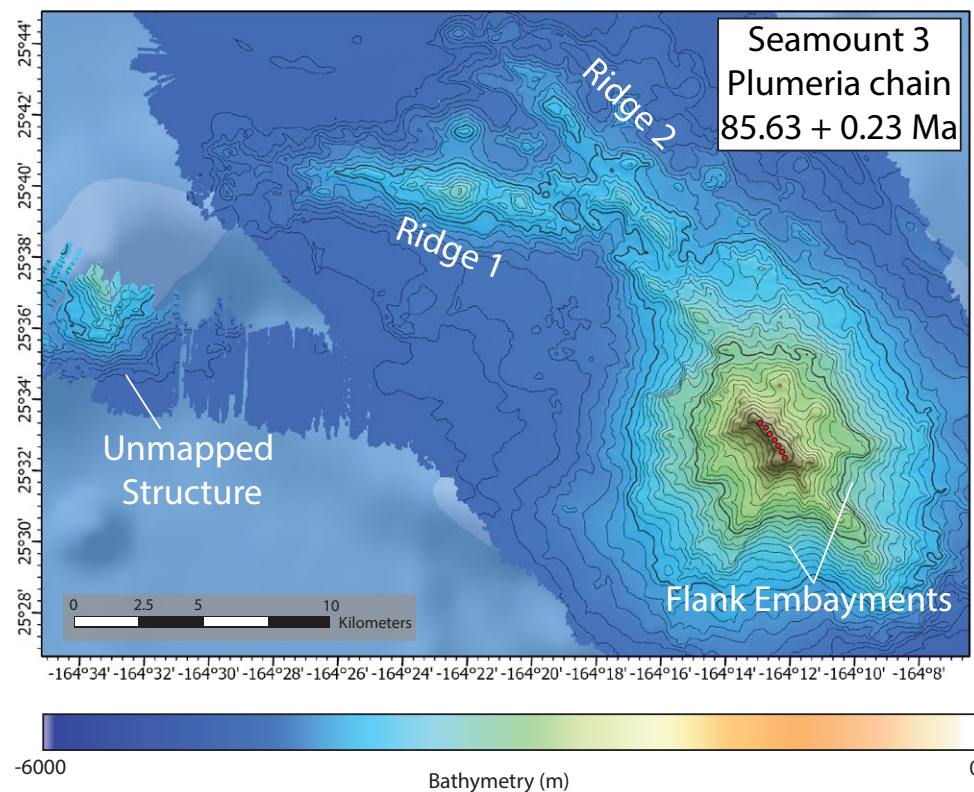 Seamount 3
Plumeria chain
85.63 + 0.23 Ma
Ridge 2
Ridge 1
Unmapped
Structure
Flank Embayments
25°44'
25°42'
25°40'
25°38'
25°36'
25°34'
25°32'
25°30'
25°28'
0 2.5 5 10
Kilometers
-164°34' -164°32' -164°30' -164°28' -164°26' -164°24' -164°22' -164°20' -164°18' -164°16' -164°14' -164°12' -164°10' -164°8'
-6000 0
Bathymetry (m)